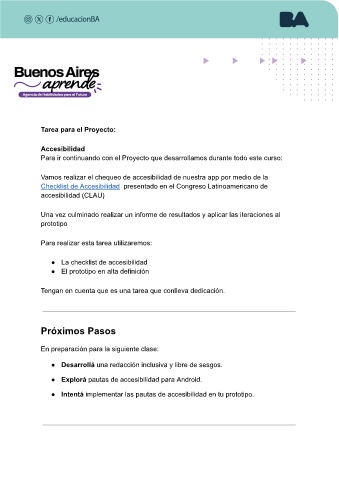 /educacionBA
BA
Buenos Aires
aprende
Agencia de Habilidades para el Futuro
Tarea para el Proyecto:
Accesibilidad
Para ir continuando con el Proyecto que desarrollamos durante todo este curso:
Vamos realizar el chequeo de accesibilidad de nuestra app por medio de la
Checklist de Accesibilidad presentado en el Congreso Latinoamericano de
accesibilidad (CLAU)
Una vez culminado realizar un informe de resultados y aplicar las iteraciones al
prototipo
Para realizar esta tarea utilizaremos:
● La checklist de accesibilidad
● El prototipo en alta definición
Tengan en cuenta que es una tarea que conlleva dedicación.
Próximos Pasos
En preparación para la siguiente clase:
● Desarrollá una redacción inclusiva y libre de sesgos.
● Explorá pautas de accesibilidad para Android.
● Intentá implementar las pautas de accesibilidad en tu prototipo.